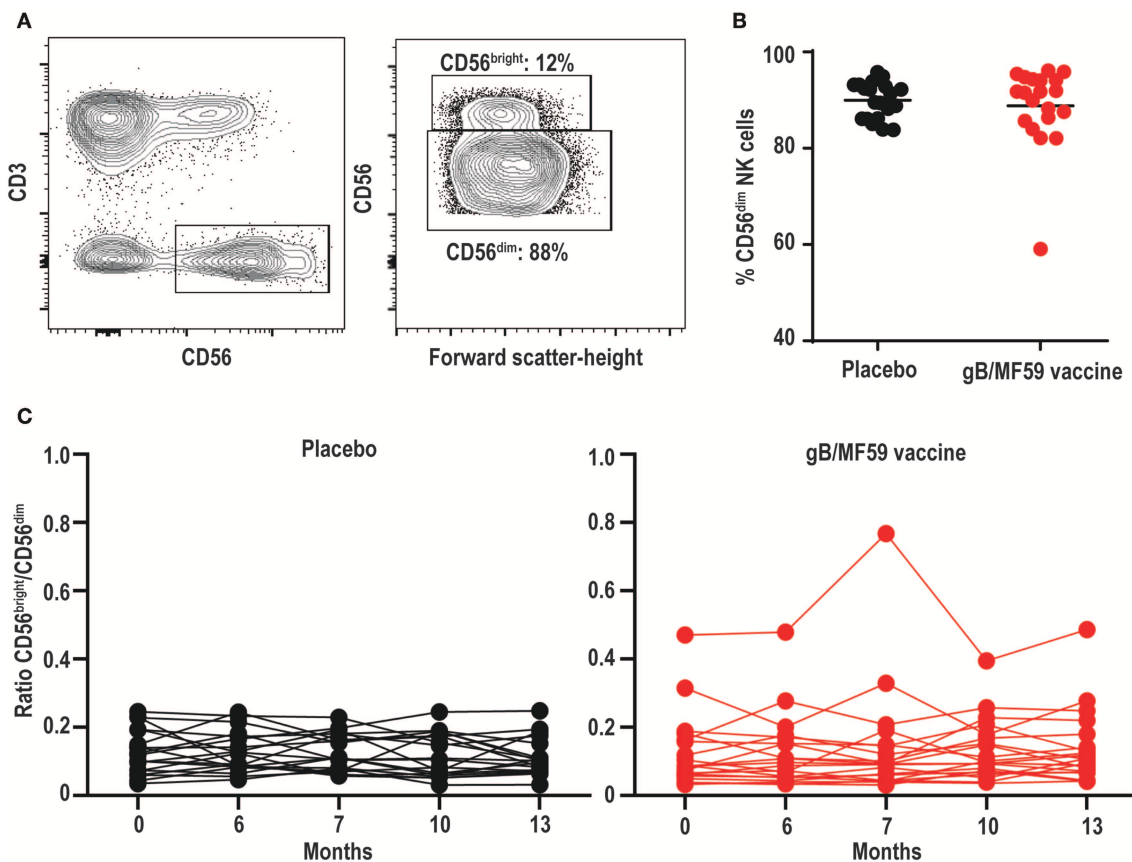 A
CD3
CD56
CD56bright: 12%
CD56
CD56dim: 88%
Forward scatter-height
B
% CD56dim NK cells
100
80
60
40
Placebo
gB/MF59 vaccine
C
Placebo
Ratio CD56bright/CD56dim
1.0
0.8
0.6
0.4
0.2
0
0 6 7 10 13
Months
gB/MF59 vaccine
1.0
0.8
0.6
0.4
0.2
0
0 6 7 10 13
Months